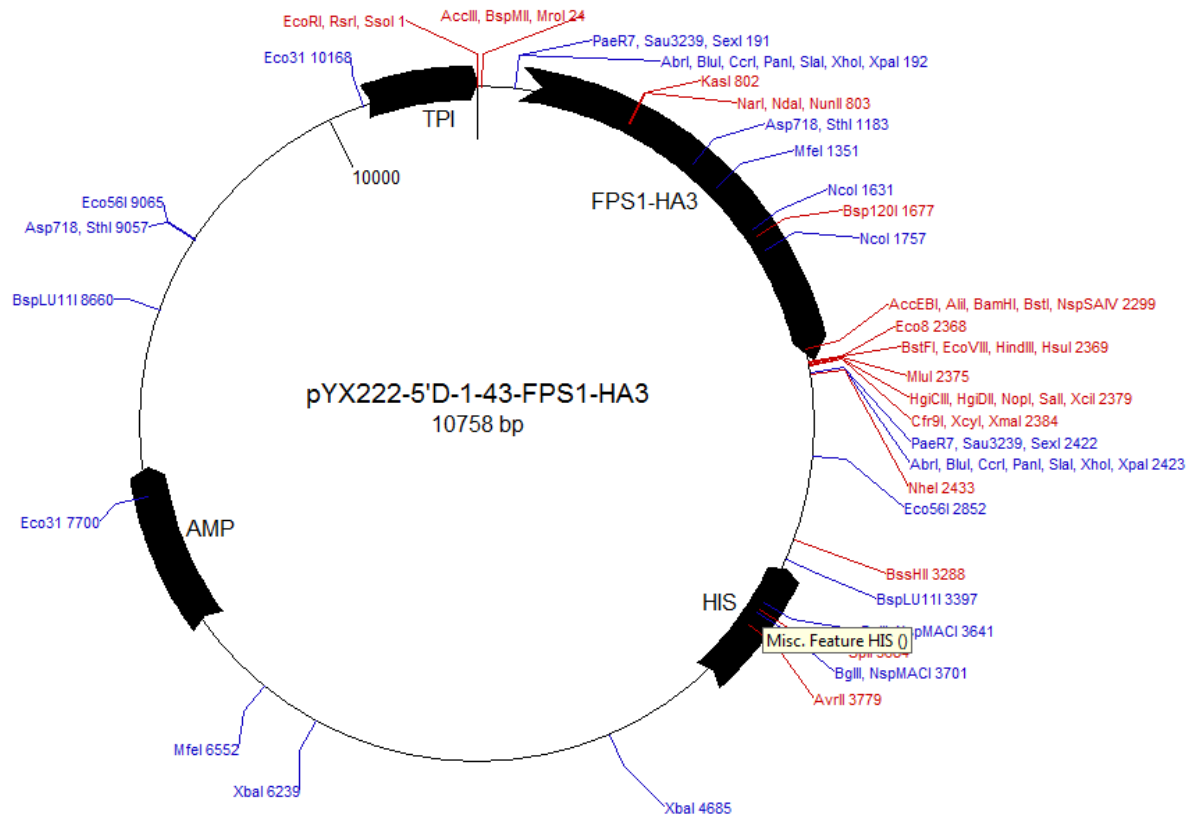 EcoRI, RsrI, SsoI 1
AccIII, BspMII, MroI 24
PaeR7, Sau3239, SexI 191
Eco31 10168
AbrI, BluI, CcrI, PanI, SlaI, XhoI, XpaI 192
KasI 802
NarI, NdaI, NunII 803
TPI
Asp718, SthI 1183
MfeI 1351
10000
NcoI 1631
Eco56I 9065
FPS1-HA3
Bsp120I 1677
Asp718, SthI 9057
NcoI 1757
BspLU11I 8660
AccEBI, AliI, BamHI, BstI, NspSAIV 2299
Eco8 2368
BstFI, EcoVIII, HindIII, HsuI 2369
MluI 2375
pYX222-5'D-1-43-FPS1-HA3
HgiCIII, HgiDII, NopI, SalI, XciI 2379
10758 bp
Cfr9I, XcyI, XmaI 2384
PaeR7, Sau3239, SexI 2422
AbrI, BluI, CcrI, PanI, SlaI, XhoI, XpaI 2423
NheI 2433
Eco56I 2852
Eco31 7700
AMP
BssHII 3288
BspLU11I 3397
HIS
NspMACI 3641
Misc. Feature HIS ()
BglII, NspMACI 3701
AvrII 3779
MfeI 6552
XbaI 6239
XbaI 4685